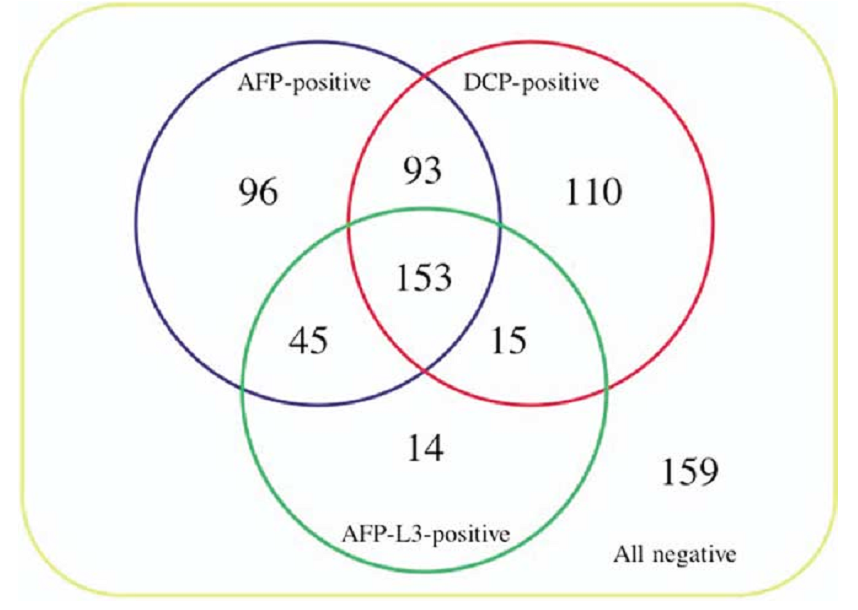 AFP-positive
DCP-positive
93
96
110
153
45
15
14
159
AFP-L3-positive
All negative